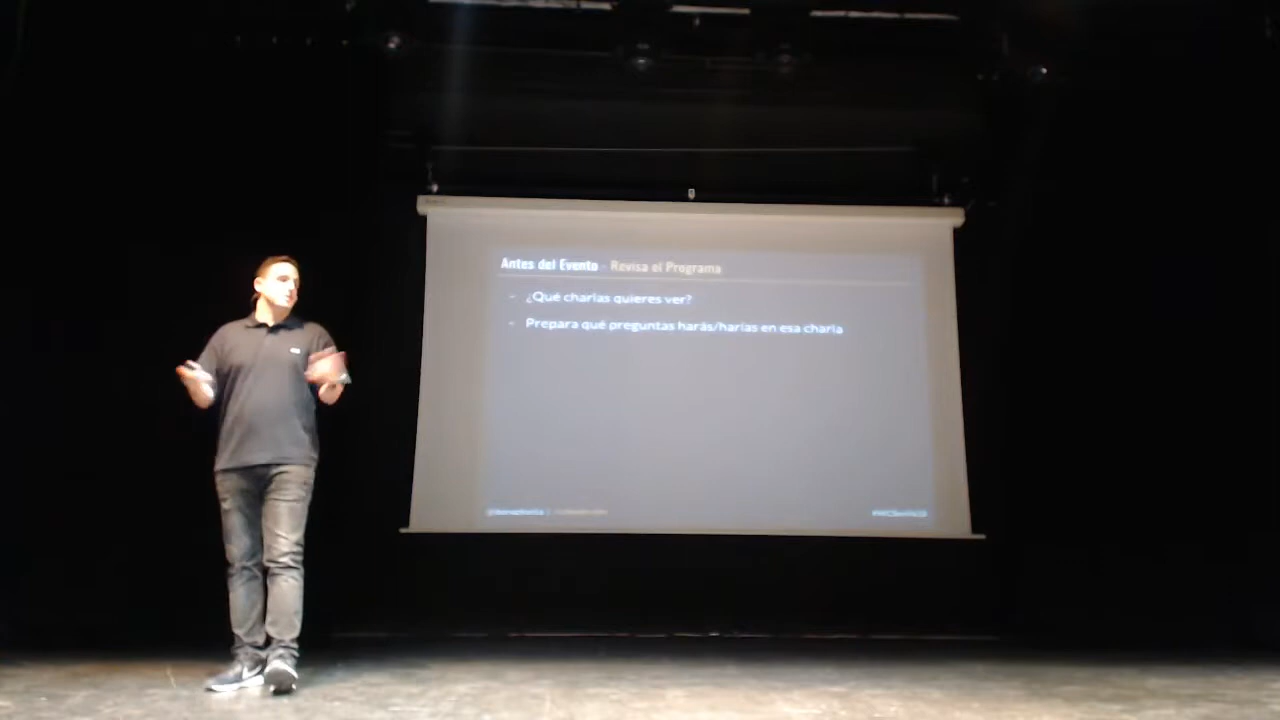 Antes del Evento - Revisa el Programa
- ¿Qué charlas quieres ver?
- Prepara qué preguntas harás/harías en esa charla